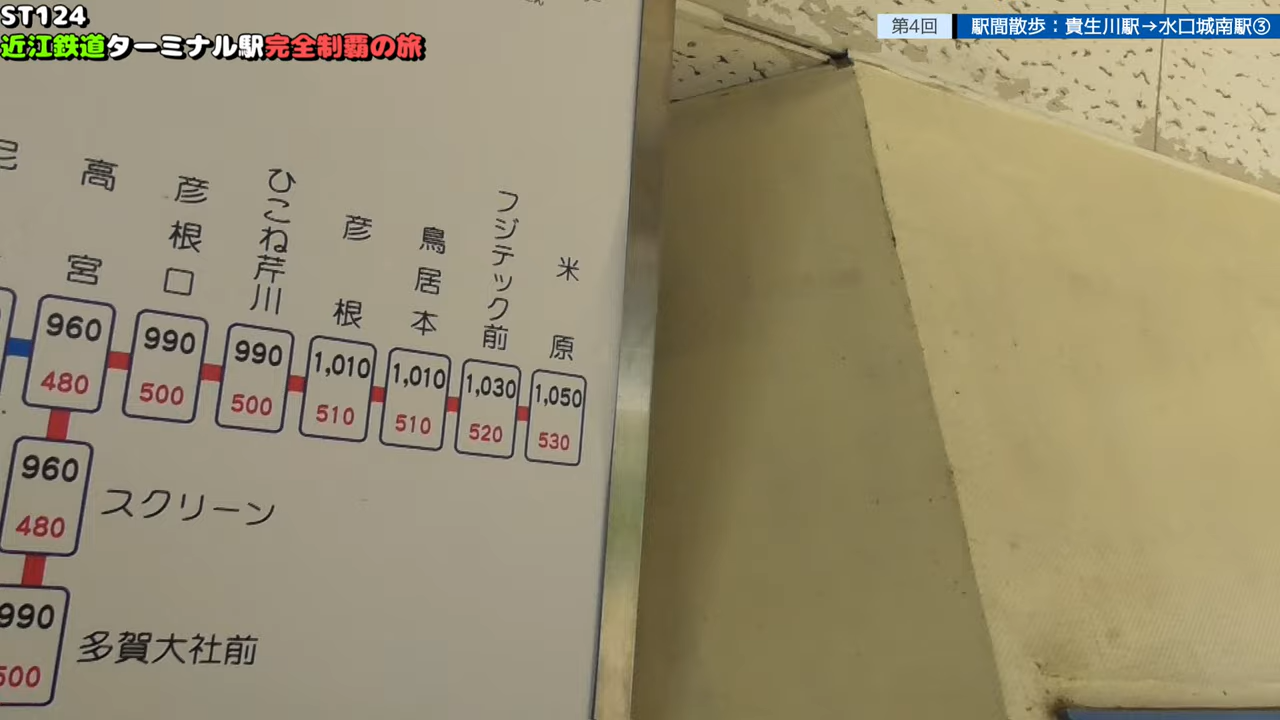 ST124
近江鉄道ターミナル駅完全制覇の旅
第4回
駅間散歩：貴生川駅→水口城南駅③
高宮
彦根口
ひこね芹川
彦根
鳥居本
フジテック前
米原
960
480
990
500
990
500
1,010
510
1,010
510
1,030
520
1,050
530
960
480
スクリーン
990
500
多賀大社前